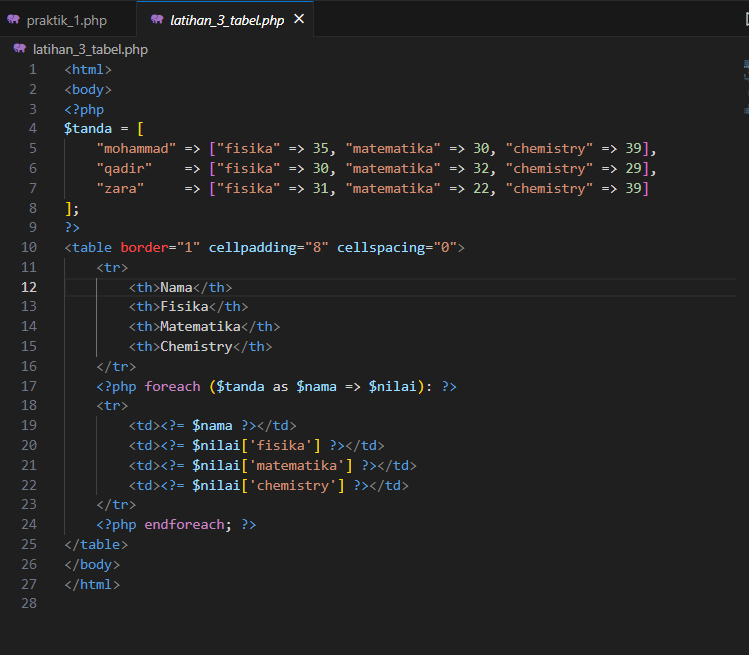 praktik_1.php latihan_3_tabel.php ✕
latihan_3_tabel.php
1 <html>
2 <body>
3 <?php
4 $tanda = [
5     "mohammad" => ["fisika" => 35, "matematika" => 30, "chemistry" => 39],
6     "qadir"    => ["fisika" => 30, "matematika" => 32, "chemistry" => 29],
7     "zara"     => ["fisika" => 31, "matematika" => 22, "chemistry" => 39]
8 ];
9 ?>
10 <table border="1" cellpadding="8" cellspacing="0">
11     <tr>
12         <th>Nama</th>
13         <th>Fisika</th>
14         <th>Matematika</th>
15         <th>Chemistry</th>
16     </tr>
17     <?php foreach ($tanda as $nama => $nilai): ?>
18     <tr>
19         <td><?= $nama ?></td>
20         <td><?= $nilai['fisika'] ?></td>
21         <td><?= $nilai['matematika'] ?></td>
22         <td><?= $nilai['chemistry'] ?></td>
23     </tr>
24     <?php endforeach; ?>
25 </table>
26 </body>
27 </html>
28